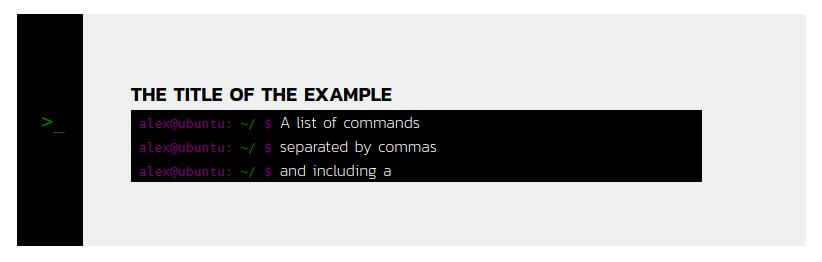 THE TITLE OF THE EXAMPLE
>_
alex@ubuntu: ~/ $ A list of commands
alex@ubuntu: ~/ $ separated by commas
alex@ubuntu: ~/ $ and including a